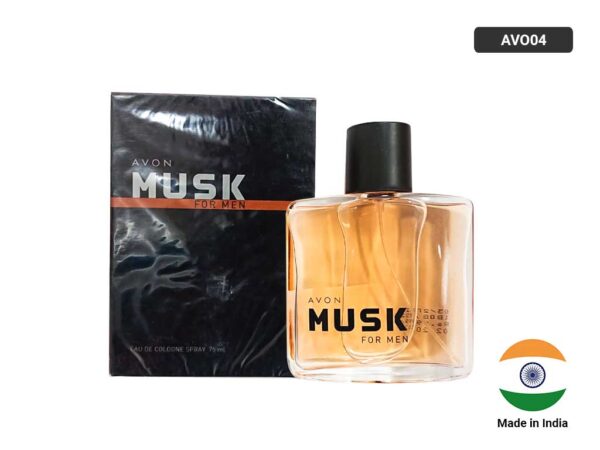 AVO04
AVON
MUSK
FOR MEN
EAU DE COLOGNE SPRAY 75 ml
AVON
MUSK
FOR MEN
Made in India